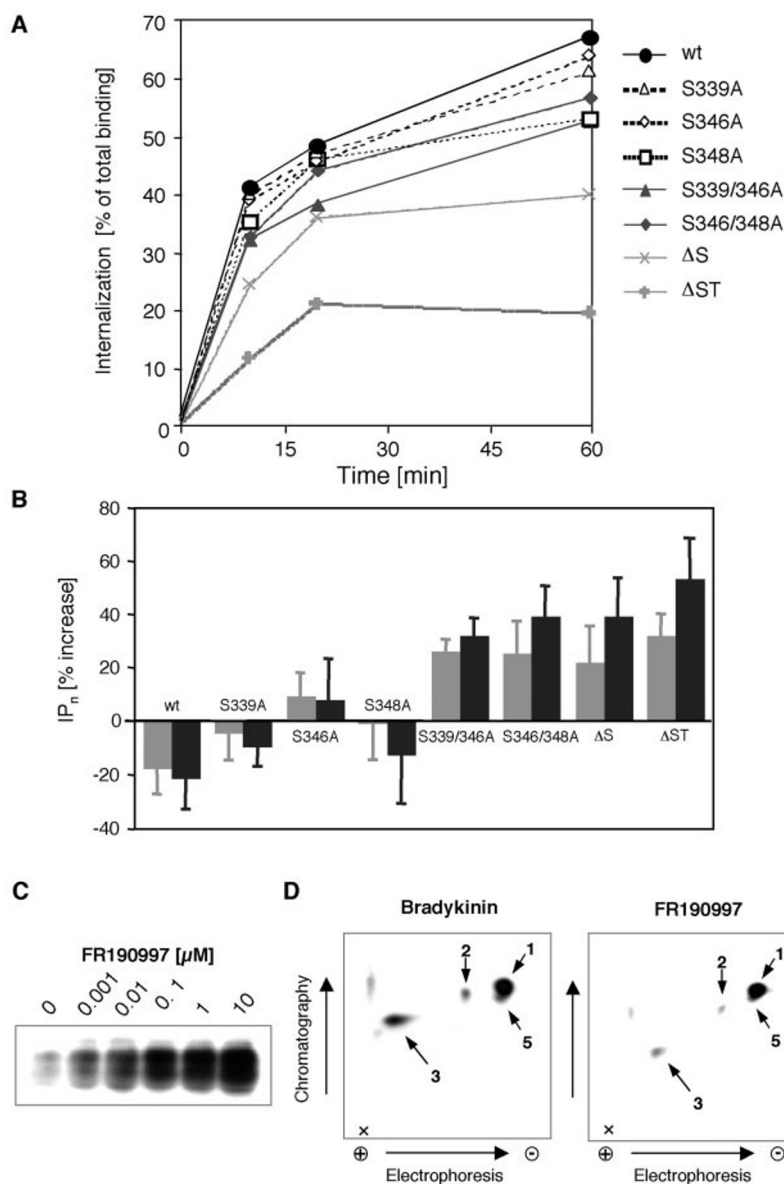 A
Internalization [% of total binding]
70
60
50
40
30
20
10
0
0 15 30 45 60
Time [min]
wt
S339A
S346A
S348A
S339/346A
S346/348A
ΔS
ΔST
B
IPn [% increase]
80
60
40
20
0
-20
-40
wt
S339A
S346A
S348A
S339/346A
S346/348A
ΔS
ΔST
C
FR190997 [µM]
0 0.001 0.01 0.1 1 10
D
Bradykinin
Chromatography
2 1
5
3
×
⊕ ⊖
Electrophoresis
FR190997
2 1
5
3
×
⊕ ⊖
Electrophoresis